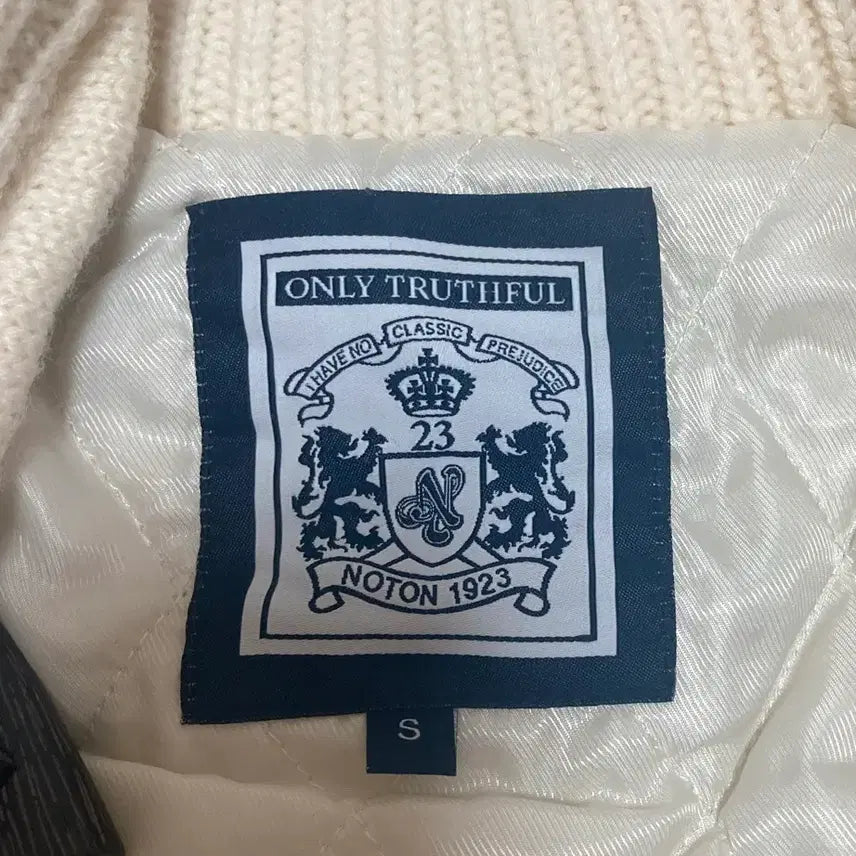 ONLY TRUTHFUL
I HAVE NO CLASSIC PREJUDICE
23
N
NOTON 1923
S